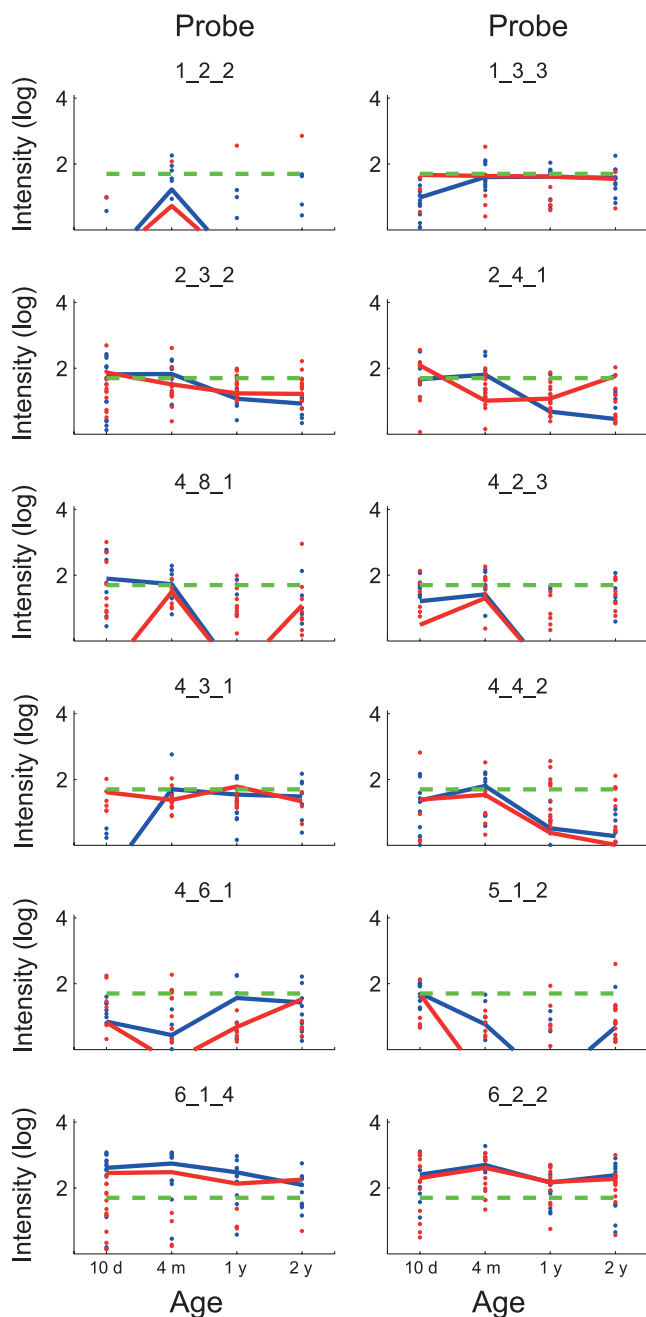 Probe Probe
1_2_2 1_3_3
4 4
2 2
Intensity (log)
2_3_2 2_4_1
4 4
2 2
Intensity (log)
4_8_1 4_2_3
4 4
2 2
Intensity (log)
4_3_1 4_4_2
4 4
2 2
Intensity (log)
4_6_1 5_1_2
4 4
2 2
Intensity (log)
6_1_4 6_2_2
4 4
2 2
Intensity (log)
10 d 4 m 1 y 2 y 10 d 4 m 1 y 2 y
Age Age